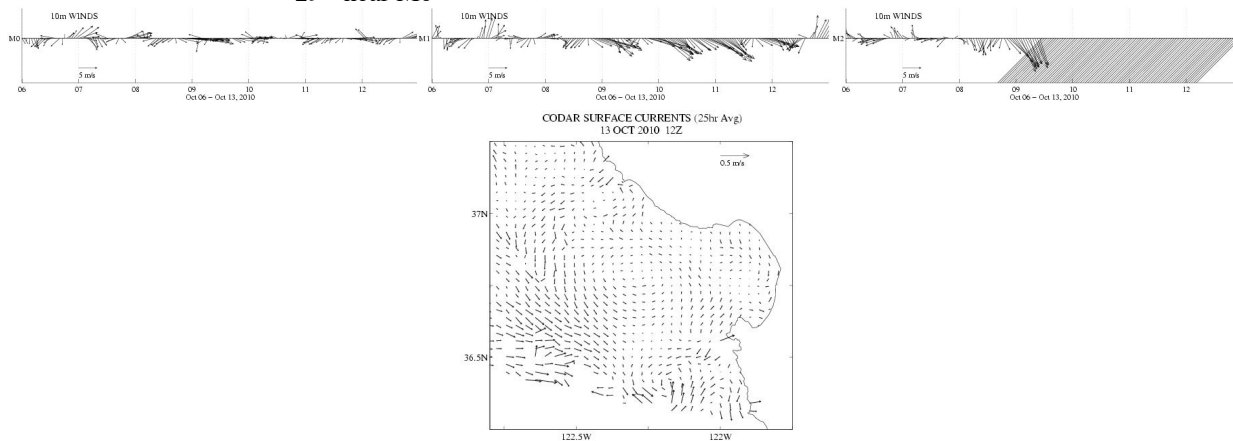 10m WINDS
M0
5 m/s
06 07 08 09 10 11 12
Oct 06 – Oct 13, 2010
10m WINDS
M1
5 m/s
06 07 08 09 10 11 12
Oct 06 – Oct 13, 2010
10m WINDS
M2
5 m/s
06 07 08 09 10 11 12
Oct 06 – Oct 13, 2010
CODAR SURFACE CURRENTS (25hr Avg)
13 OCT 2010 12Z
0.5 m/s
37N
36.5N
122.5W 122W